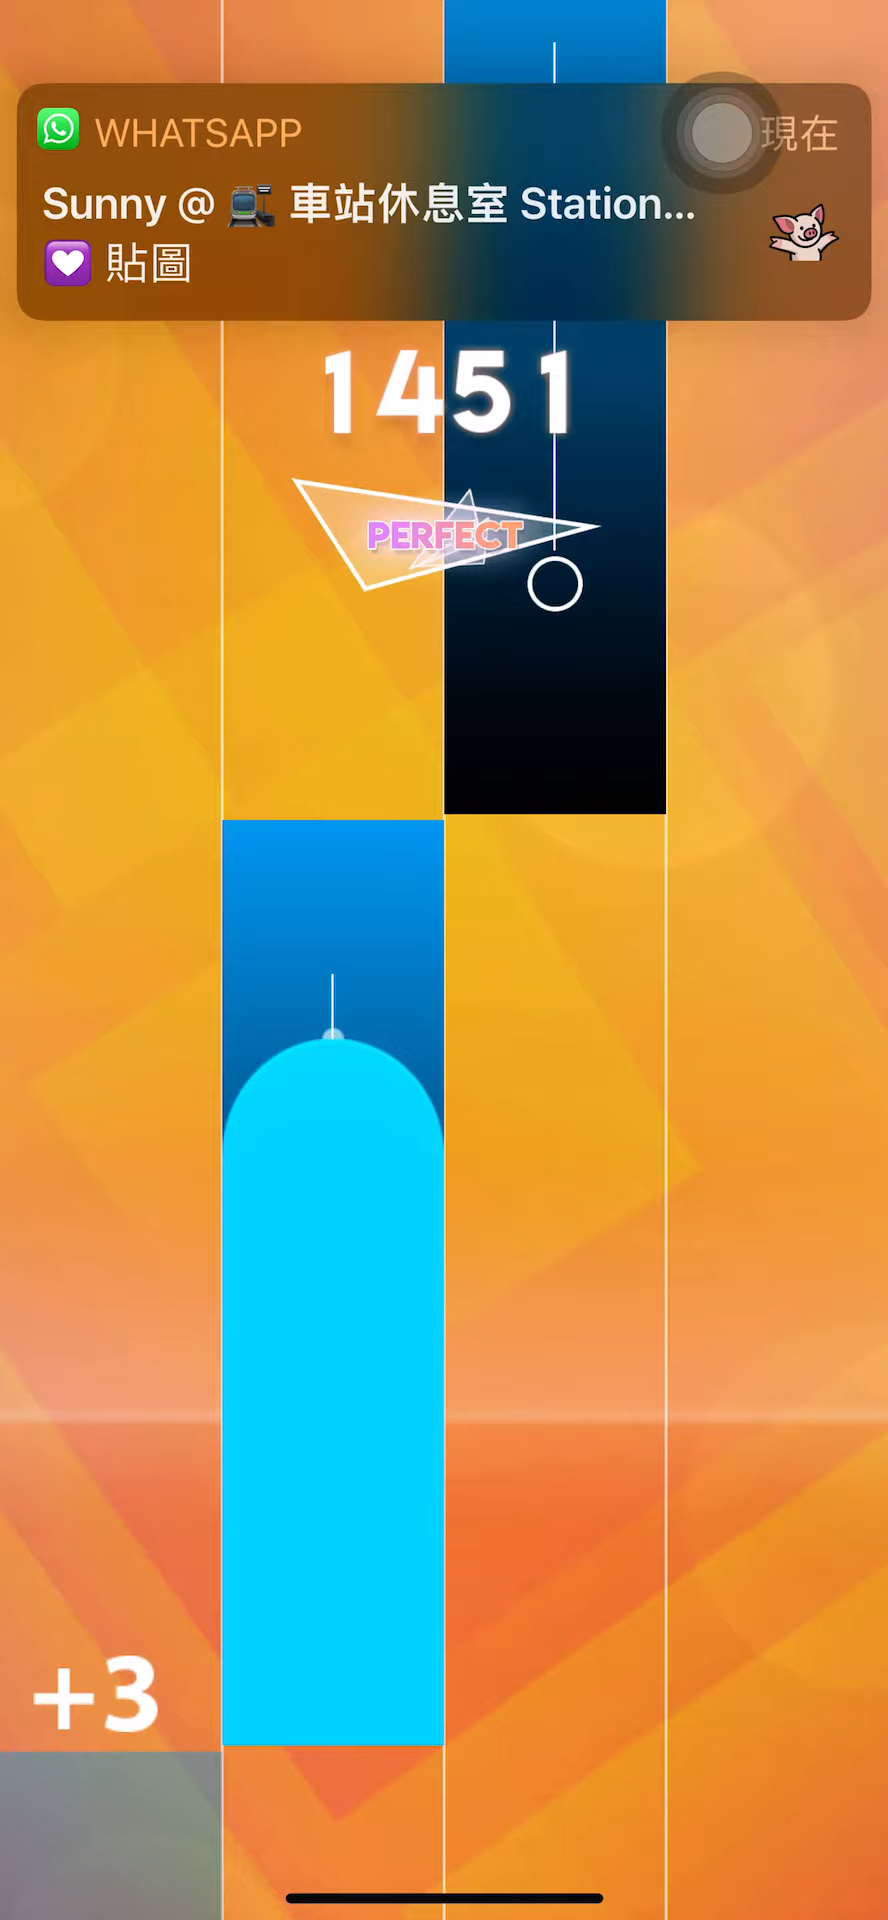 WHATSAPP
現在
Sunny @ 🚉 車站休息室 Station...
💟 貼圖
1451
PERFECT
+3